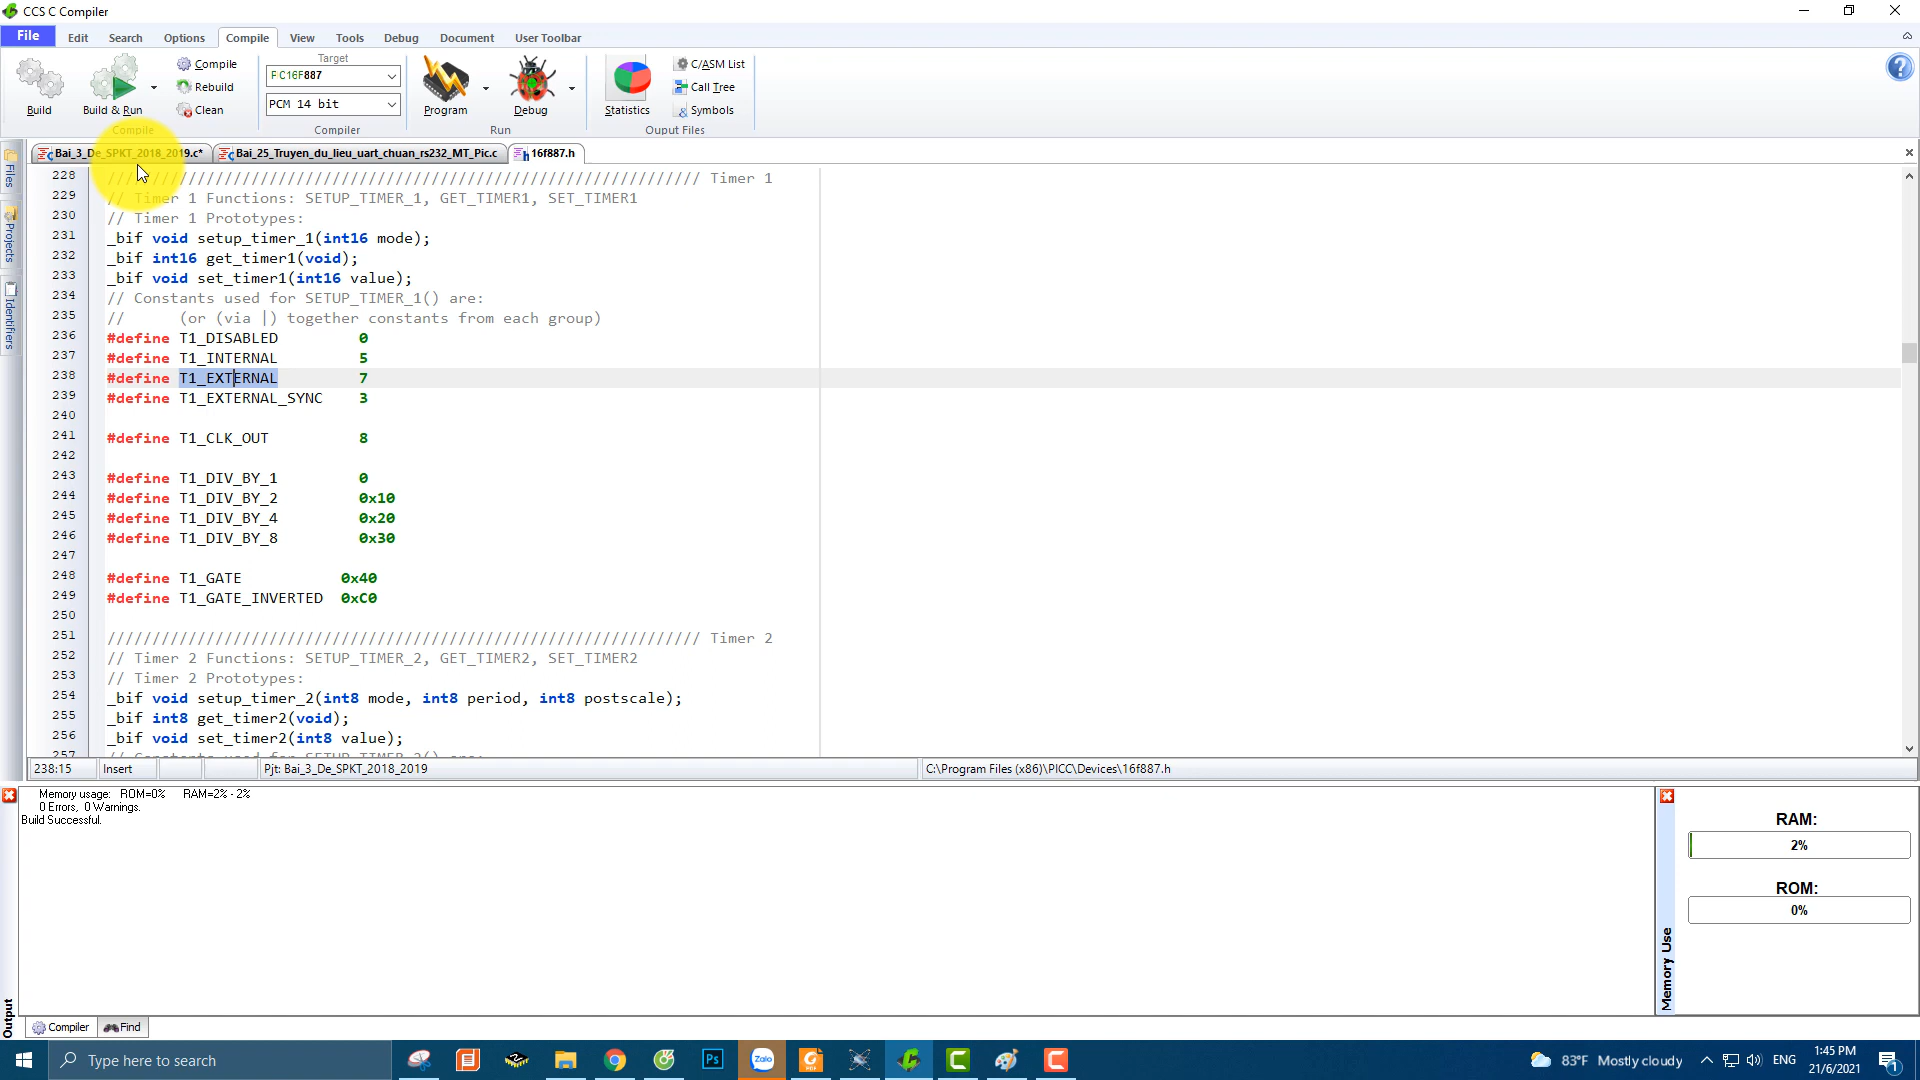 CCS C Compiler
File Edit Search Options Compile View Tools Debug Document User Toolbar
Build
Build & Run
Compile
Rebuild
Clean
Compile
Target
PIC16F887
PCM 14 bit
Compiler
Program
Debug
Run
Statistics
C/ASM List
Call Tree
Symbols
Ouput Files
Bai_3_De_SPKT_2018_2019.c* Bai_25_Truyen_du_lieu_uart_chuan_rs232_MT_Pic.c 16f887.h
Files
Projects
Identifiers
228 ////////////////////////////////////////////////////////////////// Timer 1
229 // Timer 1 Functions: SETUP_TIMER_1, GET_TIMER1, SET_TIMER1
230 // Timer 1 Prototypes:
231 _bif void setup_timer_1(int16 mode);
232 _bif int16 get_timer1(void);
233 _bif void set_timer1(int16 value);
234 // Constants used for SETUP_TIMER_1() are:
235 // (or (via |) together constants from each group)
236 #define T1_DISABLED 0
237 #define T1_INTERNAL 5
238 #define T1_EXTERNAL 7
239 #define T1_EXTERNAL_SYNC 3
240
241 #define T1_CLK_OUT 8
242
243 #define T1_DIV_BY_1 0
244 #define T1_DIV_BY_2 0x10
245 #define T1_DIV_BY_4 0x20
246 #define T1_DIV_BY_8 0x30
247
248 #define T1_GATE 0x40
249 #define T1_GATE_INVERTED 0xC0
250
251 ////////////////////////////////////////////////////////////////// Timer 2
252 // Timer 2 Functions: SETUP_TIMER_2, GET_TIMER2, SET_TIMER2
253 // Timer 2 Prototypes:
254 _bif void setup_timer_2(int8 mode, int8 period, int8 postscale);
255 _bif int8 get_timer2(void);
256 _bif void set_timer2(int8 value);
257 // Constants used for SETUP_TIMER_2() are:
238:15 Insert Pjt: Bai_3_De_SPKT_2018_2019 C:\Program Files (x86)\PICC\Devices\16f887.h
Memory usage: ROM=0% RAM=2% - 2%
0 Errors, 0 Warnings.
Build Successful.
Output
Memory Use
RAM:
2%
ROM:
0%
Compiler Find
Type here to search
Ps
Zalo
83°F Mostly cloudy
ENG
1:45 PM
21/6/2021
1